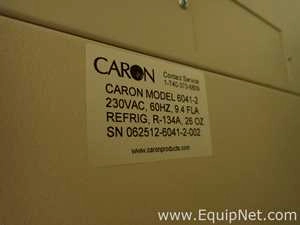 CARON
Contact Service
CARON MODEL 6041-2
230VAC, 60HZ, 9.4 FLA
REFRIG, R-134A, 26 OZ
SN 062512-6041-2-002
www.caronproducts.com
www.EquipNet.com